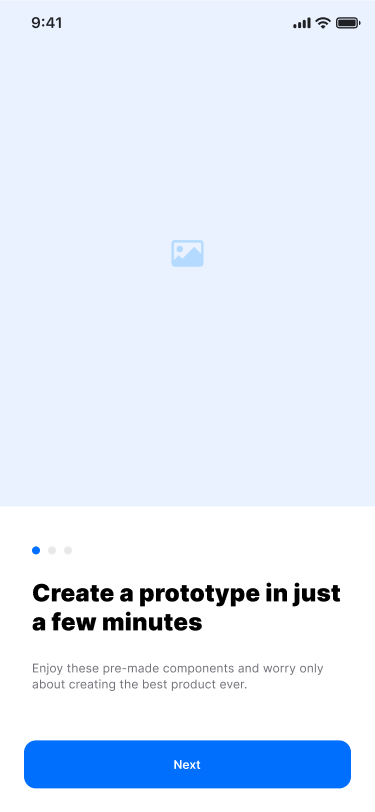 9:41
Create a prototype in just
a few minutes
Enjoy these pre-made components and worry only
about creating the best product ever.
Next